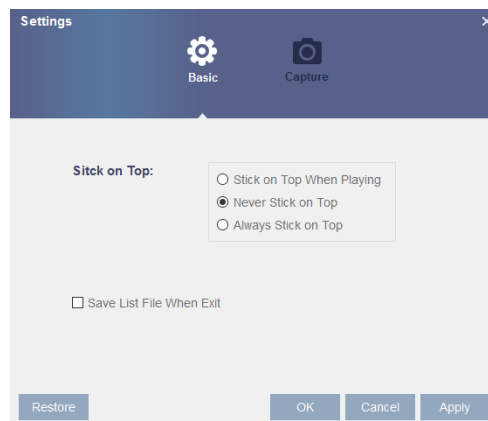 Settings
Basic
Capture
Sitck on Top:
Stick on Top When Playing
Never Stick on Top
Always Stick on Top
Save List File When Exit
Restore
OK
Cancel
Apply